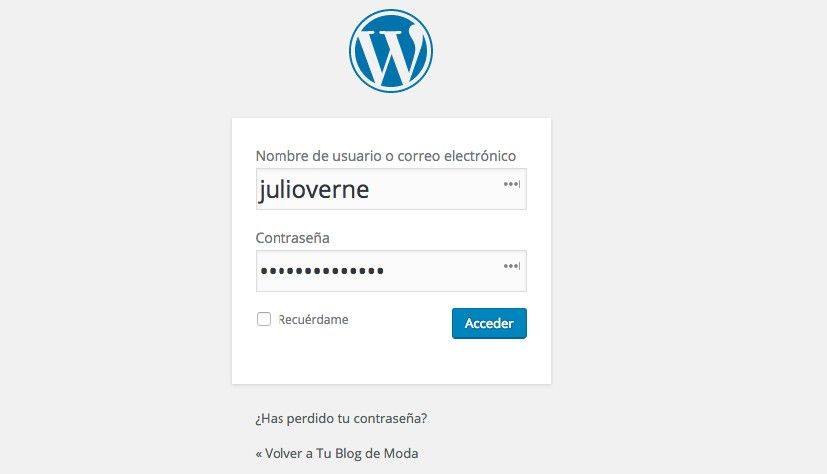 Nombre de usuario o correo electrónico
julioverne
Contraseña
••••••••••••••
Recuérdame
Acceder
¿Has perdido tu contraseña?
« Volver a Tu Blog de Moda